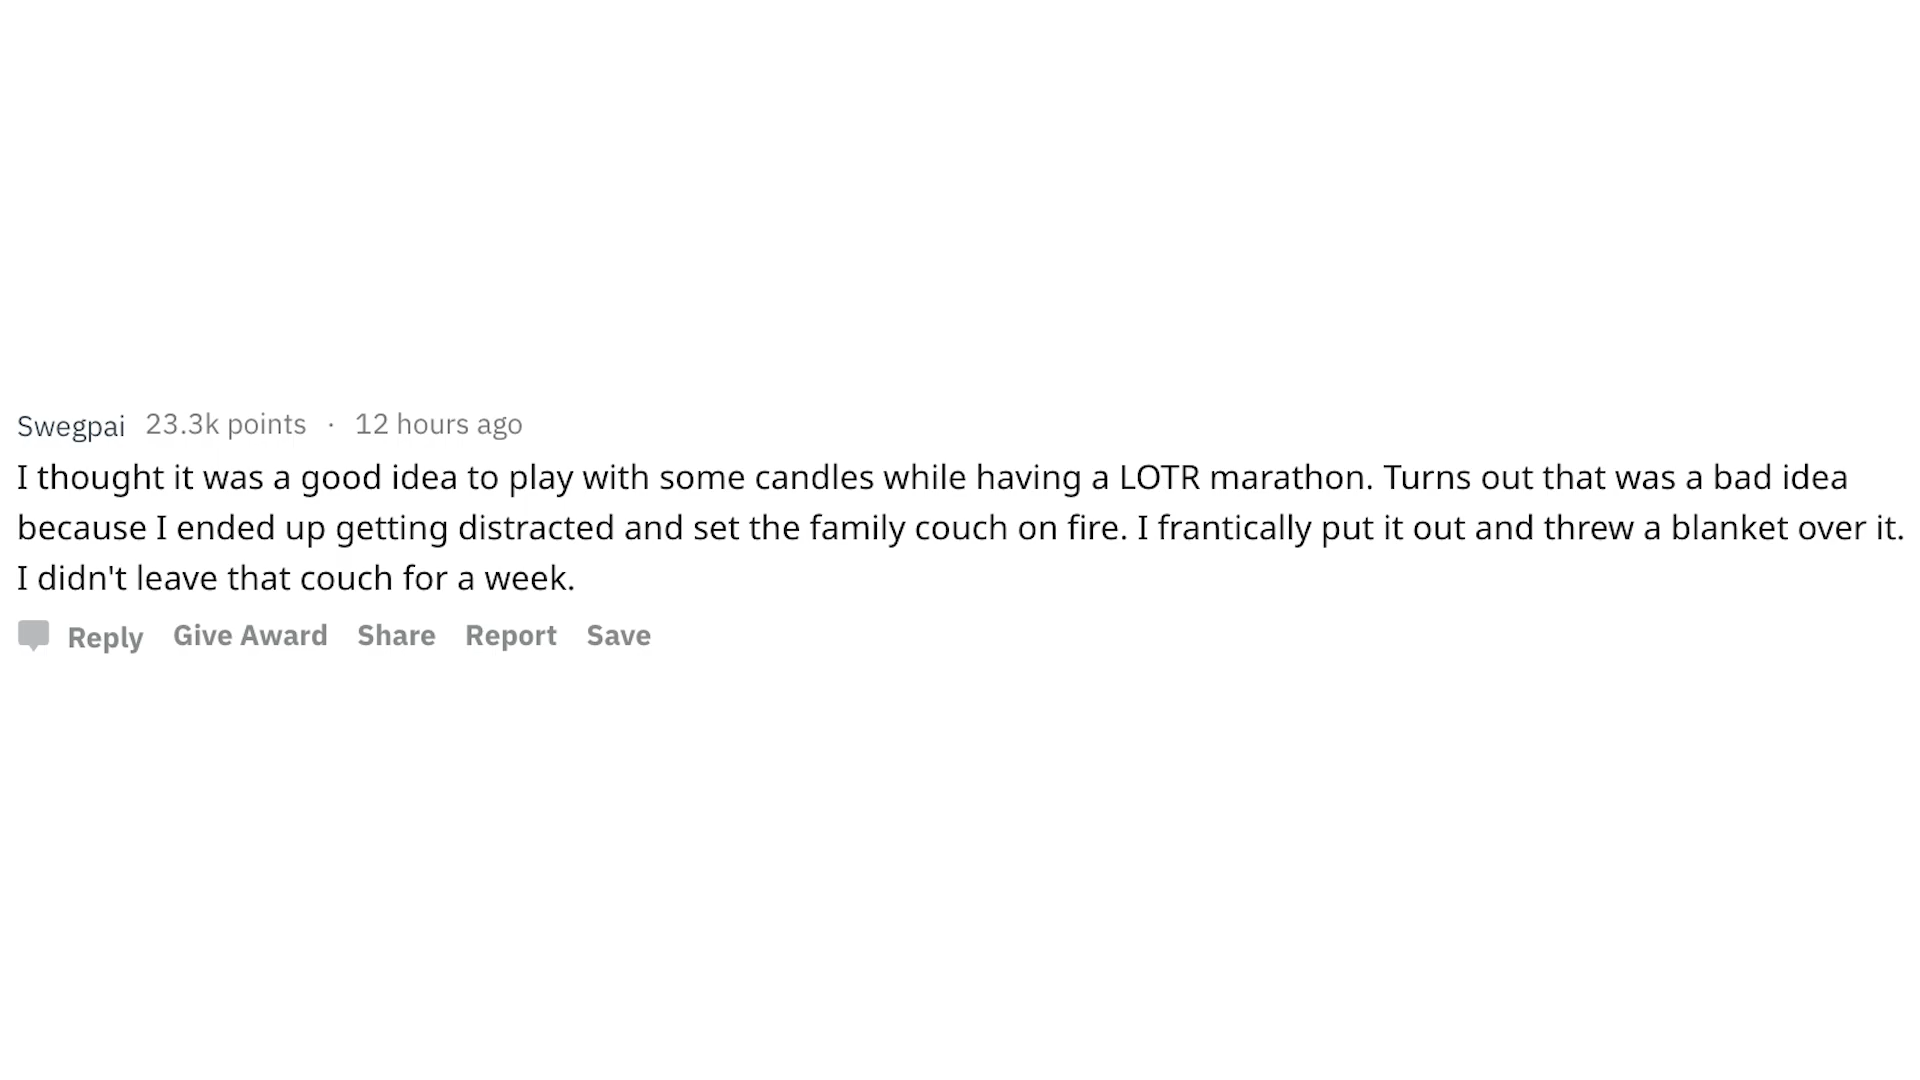 Swegpai 23.3k points · 12 hours ago
I thought it was a good idea to play with some candles while having a LOTR marathon. Turns out that was a bad idea
because I ended up getting distracted and set the family couch on fire. I frantically put it out and threw a blanket over it.
I didn't leave that couch for a week.
Reply Give Award Share Report Save